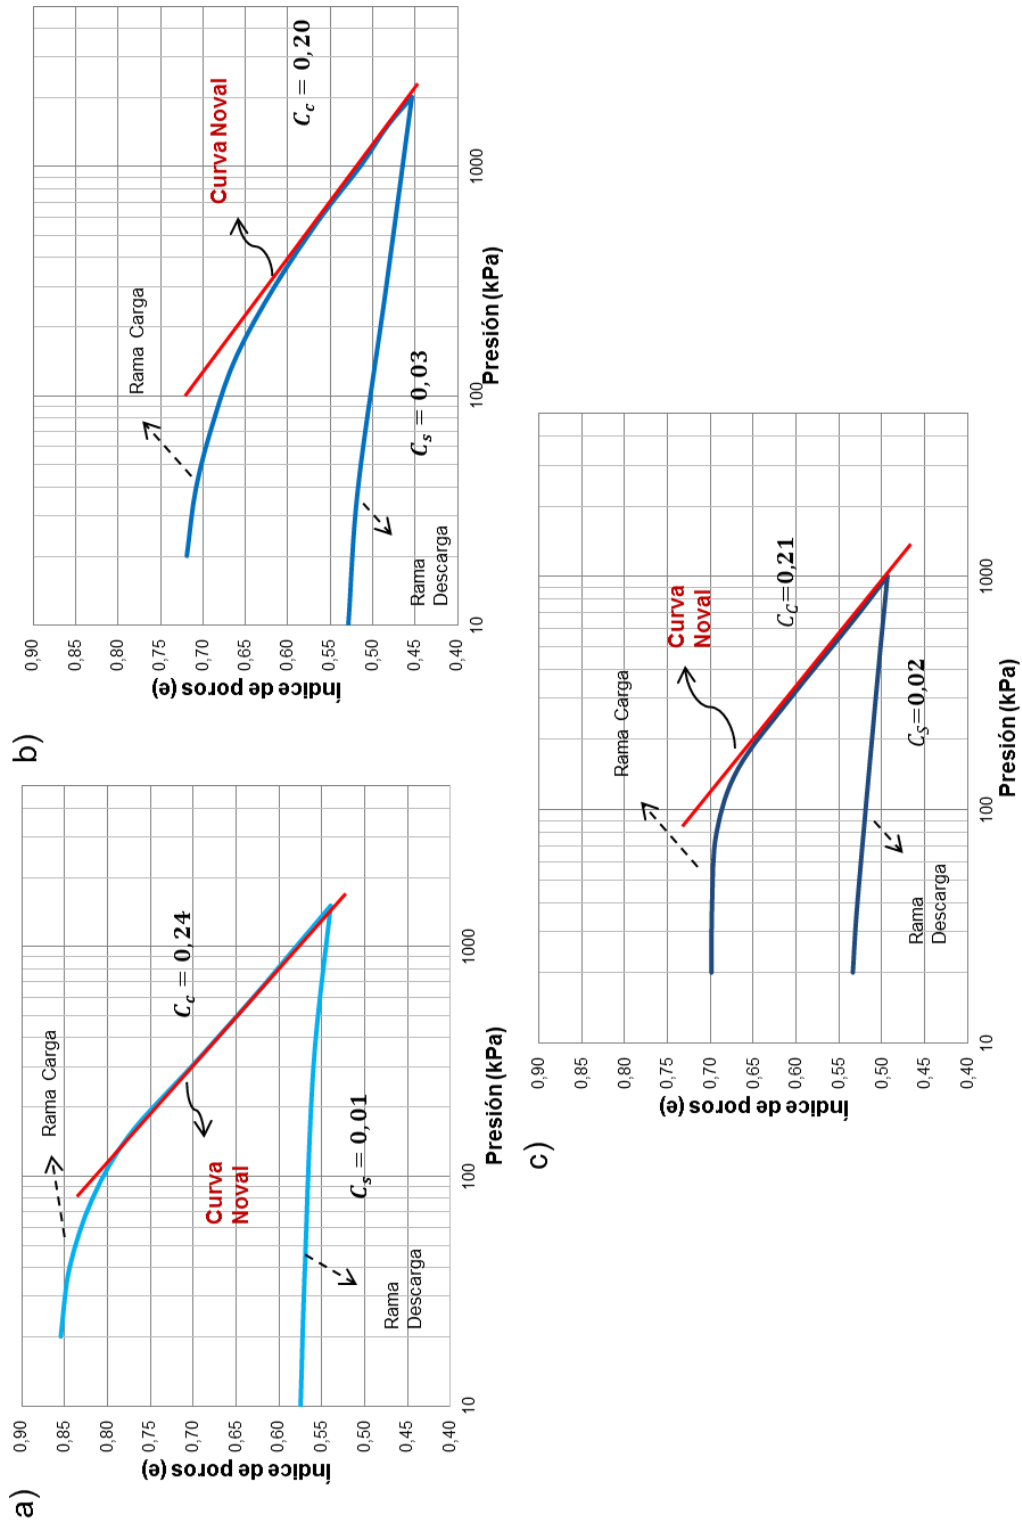 a)
Índice de poros (e)
0,90
0,85
0,80
0,75
0,70
0,65
0,60
0,55
0,50
0,45
0,40
Rama Carga
𝑪𝒄 = 𝟎,𝟐𝟒
Curva
Noval
𝑪𝒔 = 𝟎,𝟎𝟏
Rama
Descarga
10
100
1000
Presión (kPa)
b)
Índice de poros (e)
0,90
0,85
0,80
0,75
0,70
0,65
0,60
0,55
0,50
0,45
0,40
Rama Carga
Curva Noval
𝑪𝒄 = 𝟎,𝟐𝟎
𝑪𝒔 = 𝟎,𝟎𝟑
Rama
Descarga
10
100
1000
Presión (kPa)
c)
Índice de poros (e)
0,90
0,85
0,80
0,75
0,70
0,65
0,60
0,55
0,50
0,45
0,40
Rama Carga
Curva
Noval
𝐶𝐶=𝟎,𝟐𝟏
𝐶𝑆=𝟎,𝟎𝟐
Rama
Descarga
10
100
1000
Presión (kPa)